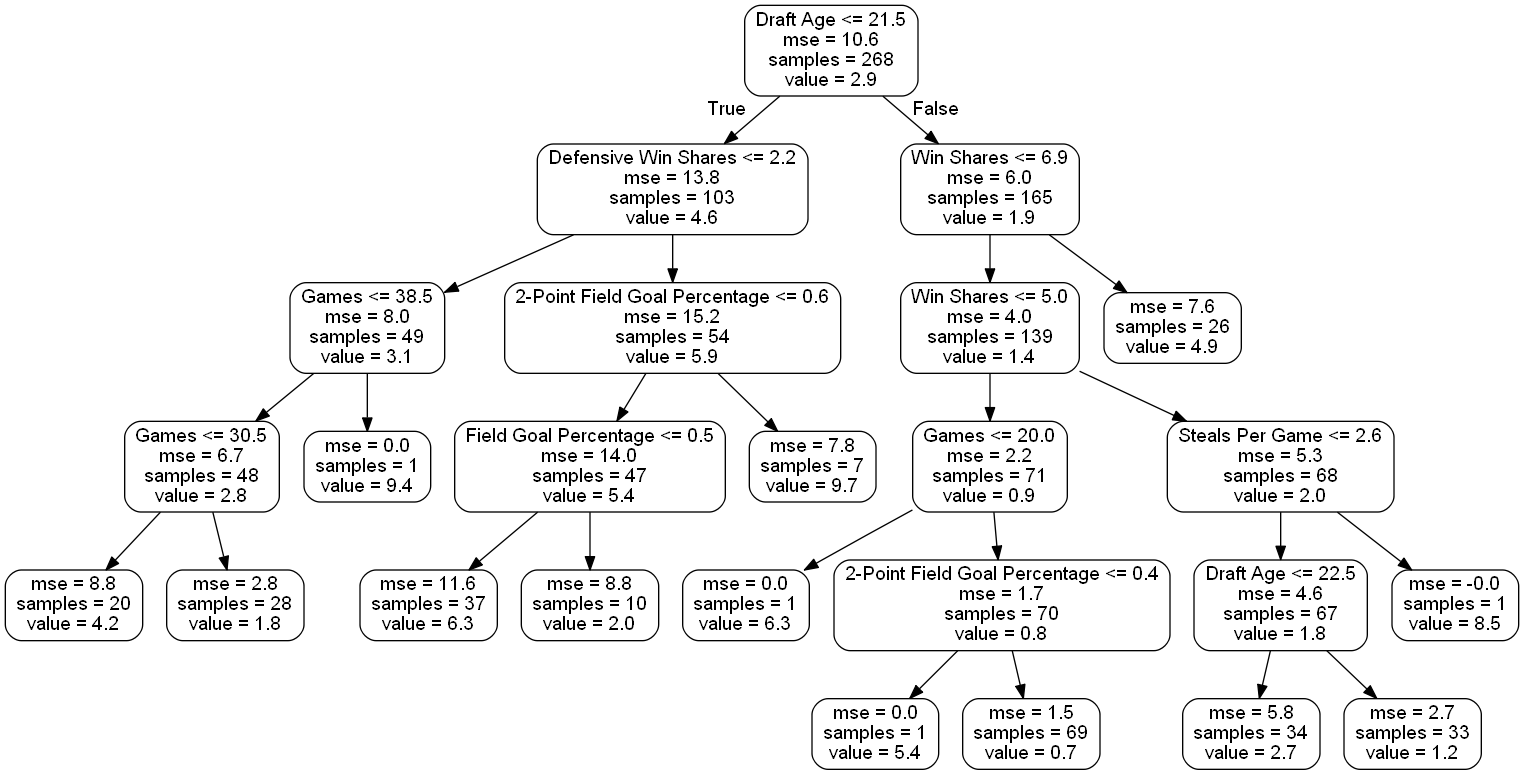 Draft Age <= 21.5
mse = 10.6
samples = 268
value = 2.9
True
False
Defensive Win Shares <= 2.2
mse = 13.8
samples = 103
value = 4.6
Win Shares <= 6.9
mse = 6.0
samples = 165
value = 1.9
Games <= 38.5
mse = 8.0
samples = 49
value = 3.1
2-Point Field Goal Percentage <= 0.6
mse = 15.2
samples = 54
value = 5.9
Win Shares <= 5.0
mse = 4.0
samples = 139
value = 1.4
mse = 7.6
samples = 26
value = 4.9
Games <= 30.5
mse = 6.7
samples = 48
value = 2.8
mse = 0.0
samples = 1
value = 9.4
Field Goal Percentage <= 0.5
mse = 14.0
samples = 47
value = 5.4
mse = 7.8
samples = 7
value = 9.7
Games <= 20.0
mse = 2.2
samples = 71
value = 0.9
Steals Per Game <= 2.6
mse = 5.3
samples = 68
value = 2.0
mse = 8.8
samples = 20
value = 4.2
mse = 2.8
samples = 28
value = 1.8
mse = 11.6
samples = 37
value = 6.3
mse = 8.8
samples = 10
value = 2.0
mse = 0.0
samples = 1
value = 6.3
2-Point Field Goal Percentage <= 0.4
mse = 1.7
samples = 70
value = 0.8
Draft Age <= 22.5
mse = 4.6
samples = 67
value = 1.8
mse = -0.0
samples = 1
value = 8.5
mse = 0.0
samples = 1
value = 5.4
mse = 1.5
samples = 69
value = 0.7
mse = 5.8
samples = 34
value = 2.7
mse = 2.7
samples = 33
value = 1.2